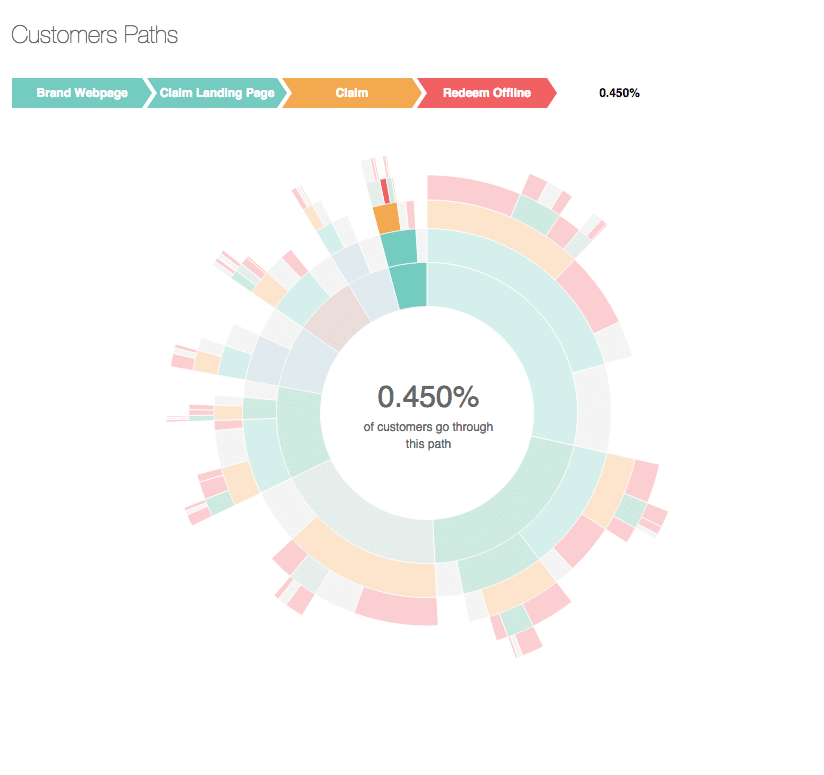 Customers Paths
Brand Webpage Claim Landing Page Claim Redeem Offline 0.450%
0.450%
of customers go through
this path